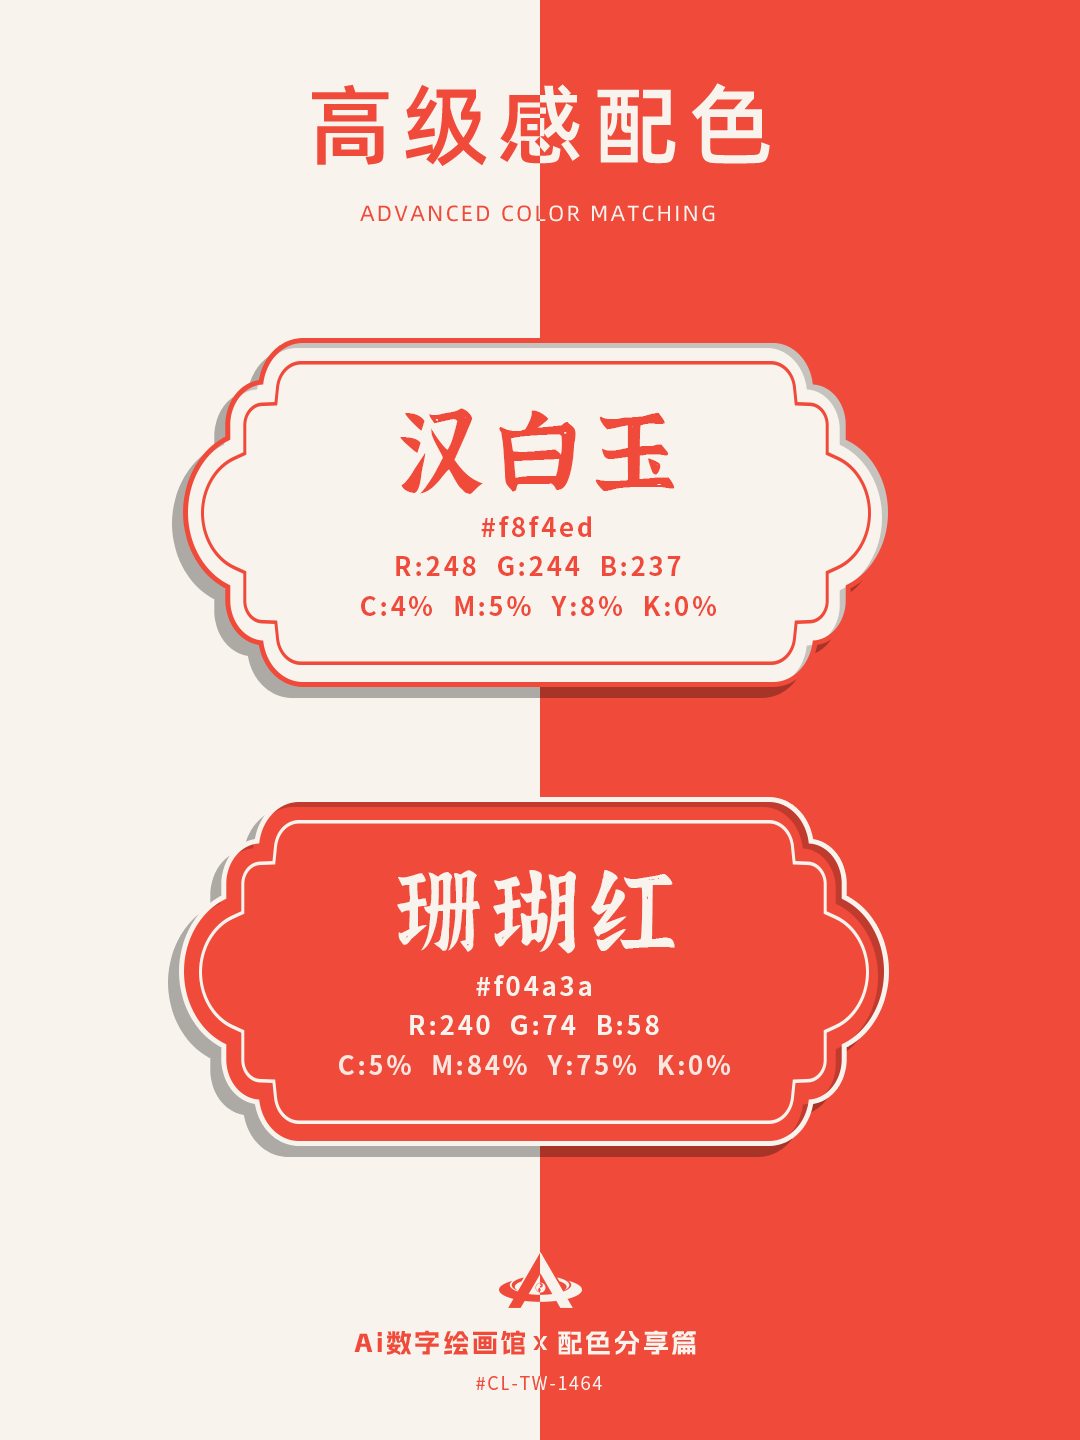 高级感配色
ADVANCED COLOR MATCHING
汉白玉
#f8f4ed
R:248 G:244 B:237
C:4% M:5% Y:8% K:0%
珊瑚红
#f04a3a
R:240 G:74 B:58
C:5% M:84% Y:75% K:0%
Ai数字绘画馆 x 配色分享篇
#CL-TW-1464